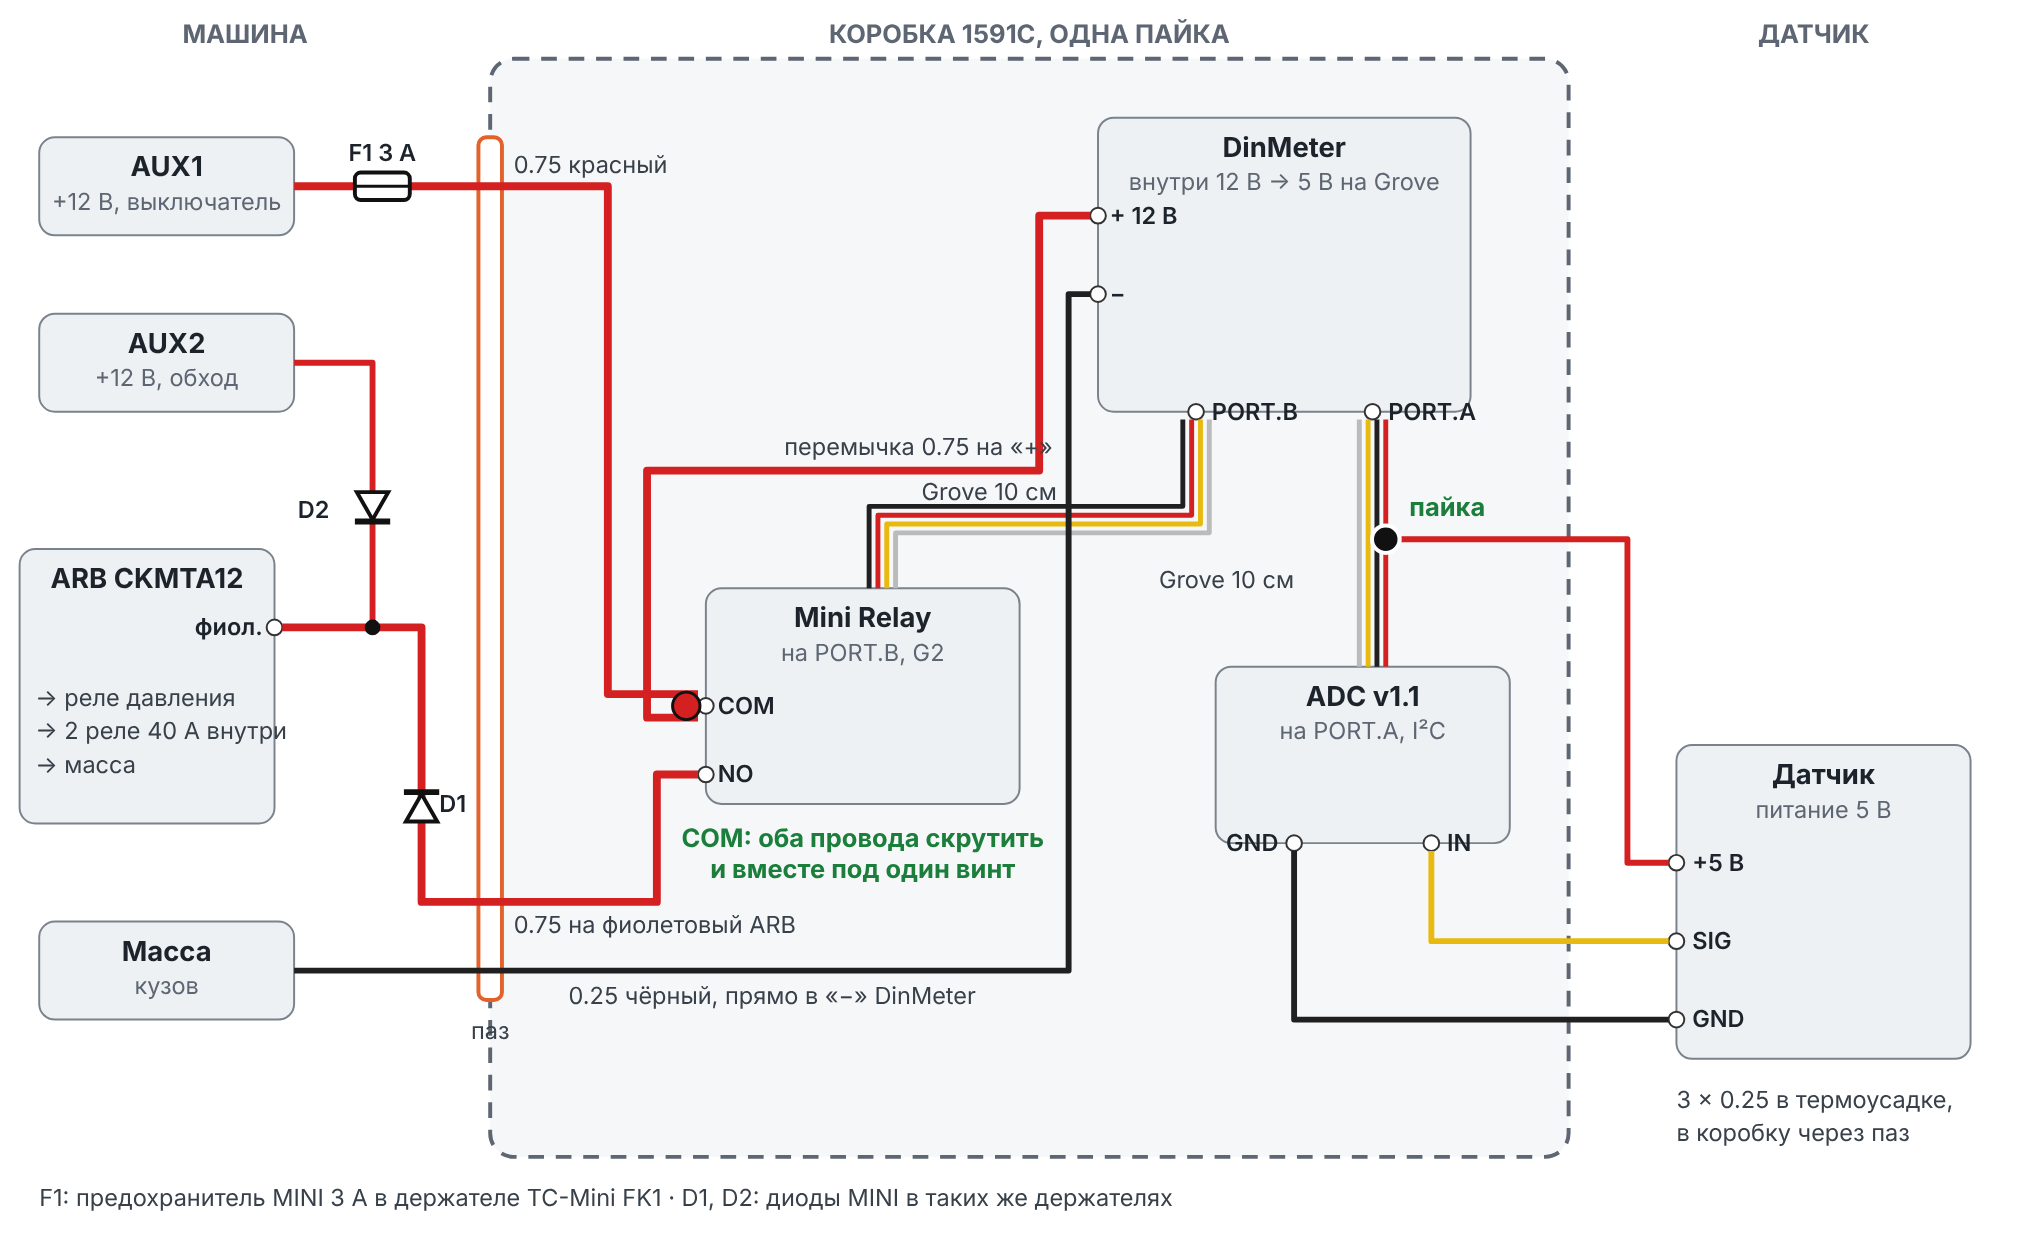 МАШИНА
КОРОБКА 1591C, ОДНА ПАЙКА
ДАТЧИК
AUX1
+12 В, выключатель
F1 3 А
0.75 красный
DinMeter
внутри 12 В → 5 В на Grove
+ 12 В
−
PORT.B
PORT.A
AUX2
+12 В, обход
D2
перемычка 0.75 на «+»
Grove 10 см
пайка
Grove 10 см
ARB CKMTA12
фиол.
→ реле давления
→ 2 реле 40 А внутри
→ масса
D1
Mini Relay
на PORT.B, G2
COM
NO
COM: оба провода скрутить
и вместе под один винт
ADC v1.1
на PORT.A, I²C
GND
IN
Датчик
питание 5 В
+5 В
SIG
GND
0.75 на фиолетовый ARB
Масса
кузов
0.25 чёрный, прямо в «−» DinMeter
паз
3 × 0.25 в термоусадке,
в коробку через паз
F1: предохранитель MINI 3 А в держателе TC-Mini FK1 · D1, D2: диоды MINI в таких же держателях